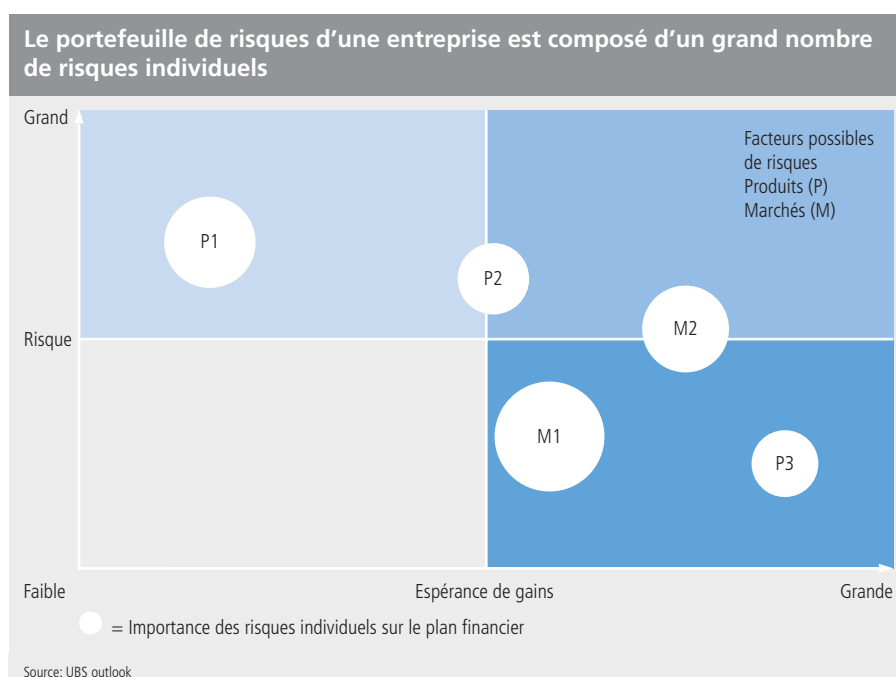 Le portefeuille de risques d’une entreprise est composé d’un grand nombre
de risques individuels
Grand
Facteurs possibles
de risques
Produits (P)
Marchés (M)
P1
P2
M2
Risque
M1
P3
Faible
Espérance de gains
Grande
= Importance des risques individuels sur le plan financier
Source: UBS outlook